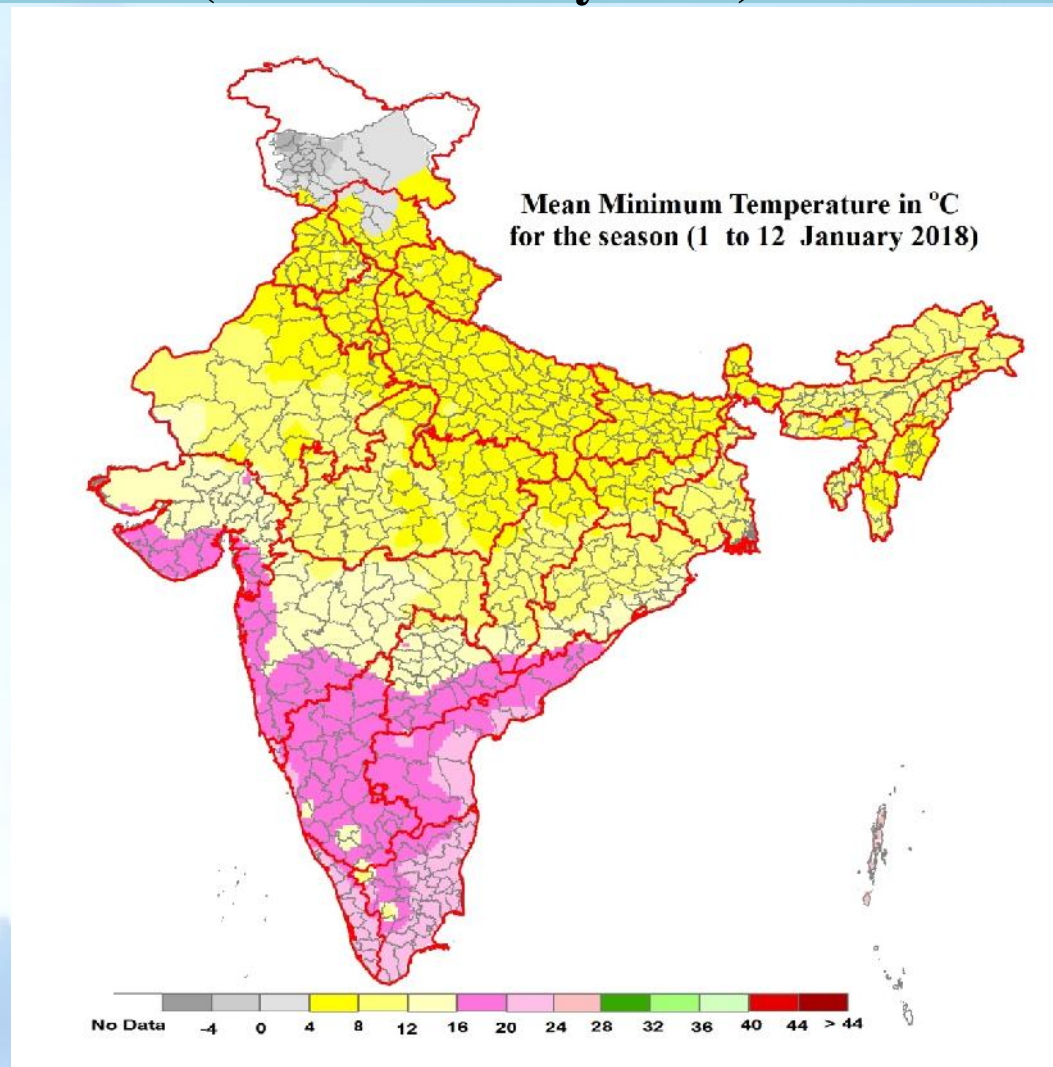 Mean Minimum Temperature in °C
for the season (1 to 12 January 2018)
No Data -4 0 4 8 12 16 20 24 28 32 36 40 44 > 44